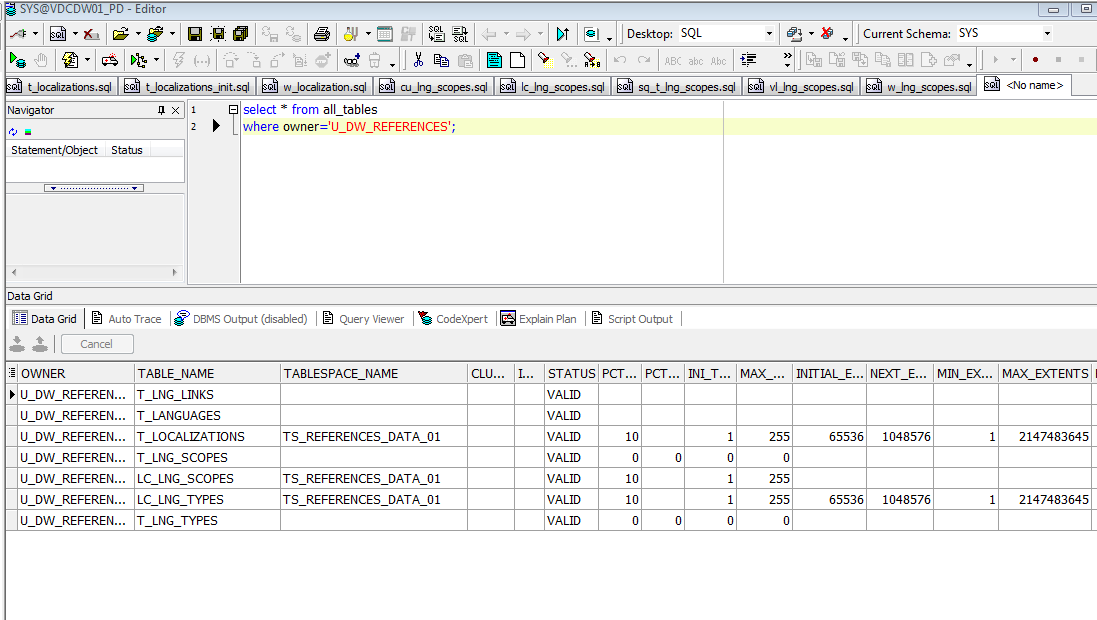 SYS@VDCDW01_PD - Editor
Desktop: SQL Current Schema: SYS
t_localizations.sql t_localizations_init.sql w_localization.sql cu_lng_scopes.sql lc_lng_scopes.sql sq_t_lng_scopes.sql vl_lng_scopes.sql w_lng_scopes.sql <No name>
Navigator
Statement/Object Status
1 select * from all_tables
2 where owner='U_DW_REFERENCES';
Data Grid
Data Grid Auto Trace DBMS Output (disabled) Query Viewer CodeXpert Explain Plan Script Output
Cancel
OWNER TABLE_NAME TABLESPACE_NAME CLU... I... STATUS PCT... PCT... INI_T... MAX_... INITIAL_E... NEXT_E... MIN_EX... MAX_EXTENTS
U_DW_REFEREN... T_LNG_LINKS VALID
U_DW_REFEREN... T_LANGUAGES VALID
U_DW_REFEREN... T_LOCALIZATIONS TS_REFERENCES_DATA_01 VALID 10 1 255 65536 1048576 1 2147483645
U_DW_REFEREN... T_LNG_SCOPES VALID 0 0 0 0
U_DW_REFEREN... LC_LNG_SCOPES TS_REFERENCES_DATA_01 VALID 10 1 255
U_DW_REFEREN... LC_LNG_TYPES TS_REFERENCES_DATA_01 VALID 10 1 255 65536 1048576 1 2147483645
U_DW_REFEREN... T_LNG_TYPES VALID 0 0 0 0